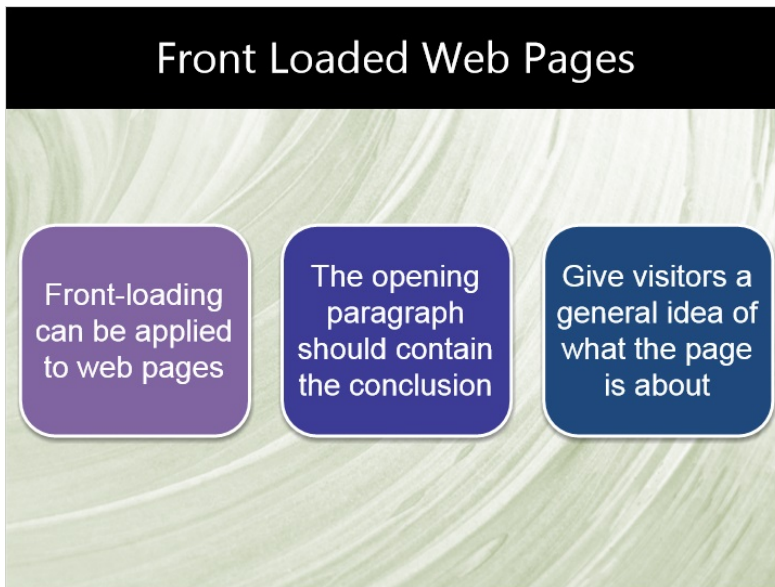 Front Loaded Web Pages
Front-loading
can be applied
to web pages
The opening
paragraph
should contain
the conclusion
Give visitors a
general idea of
what the page
is about